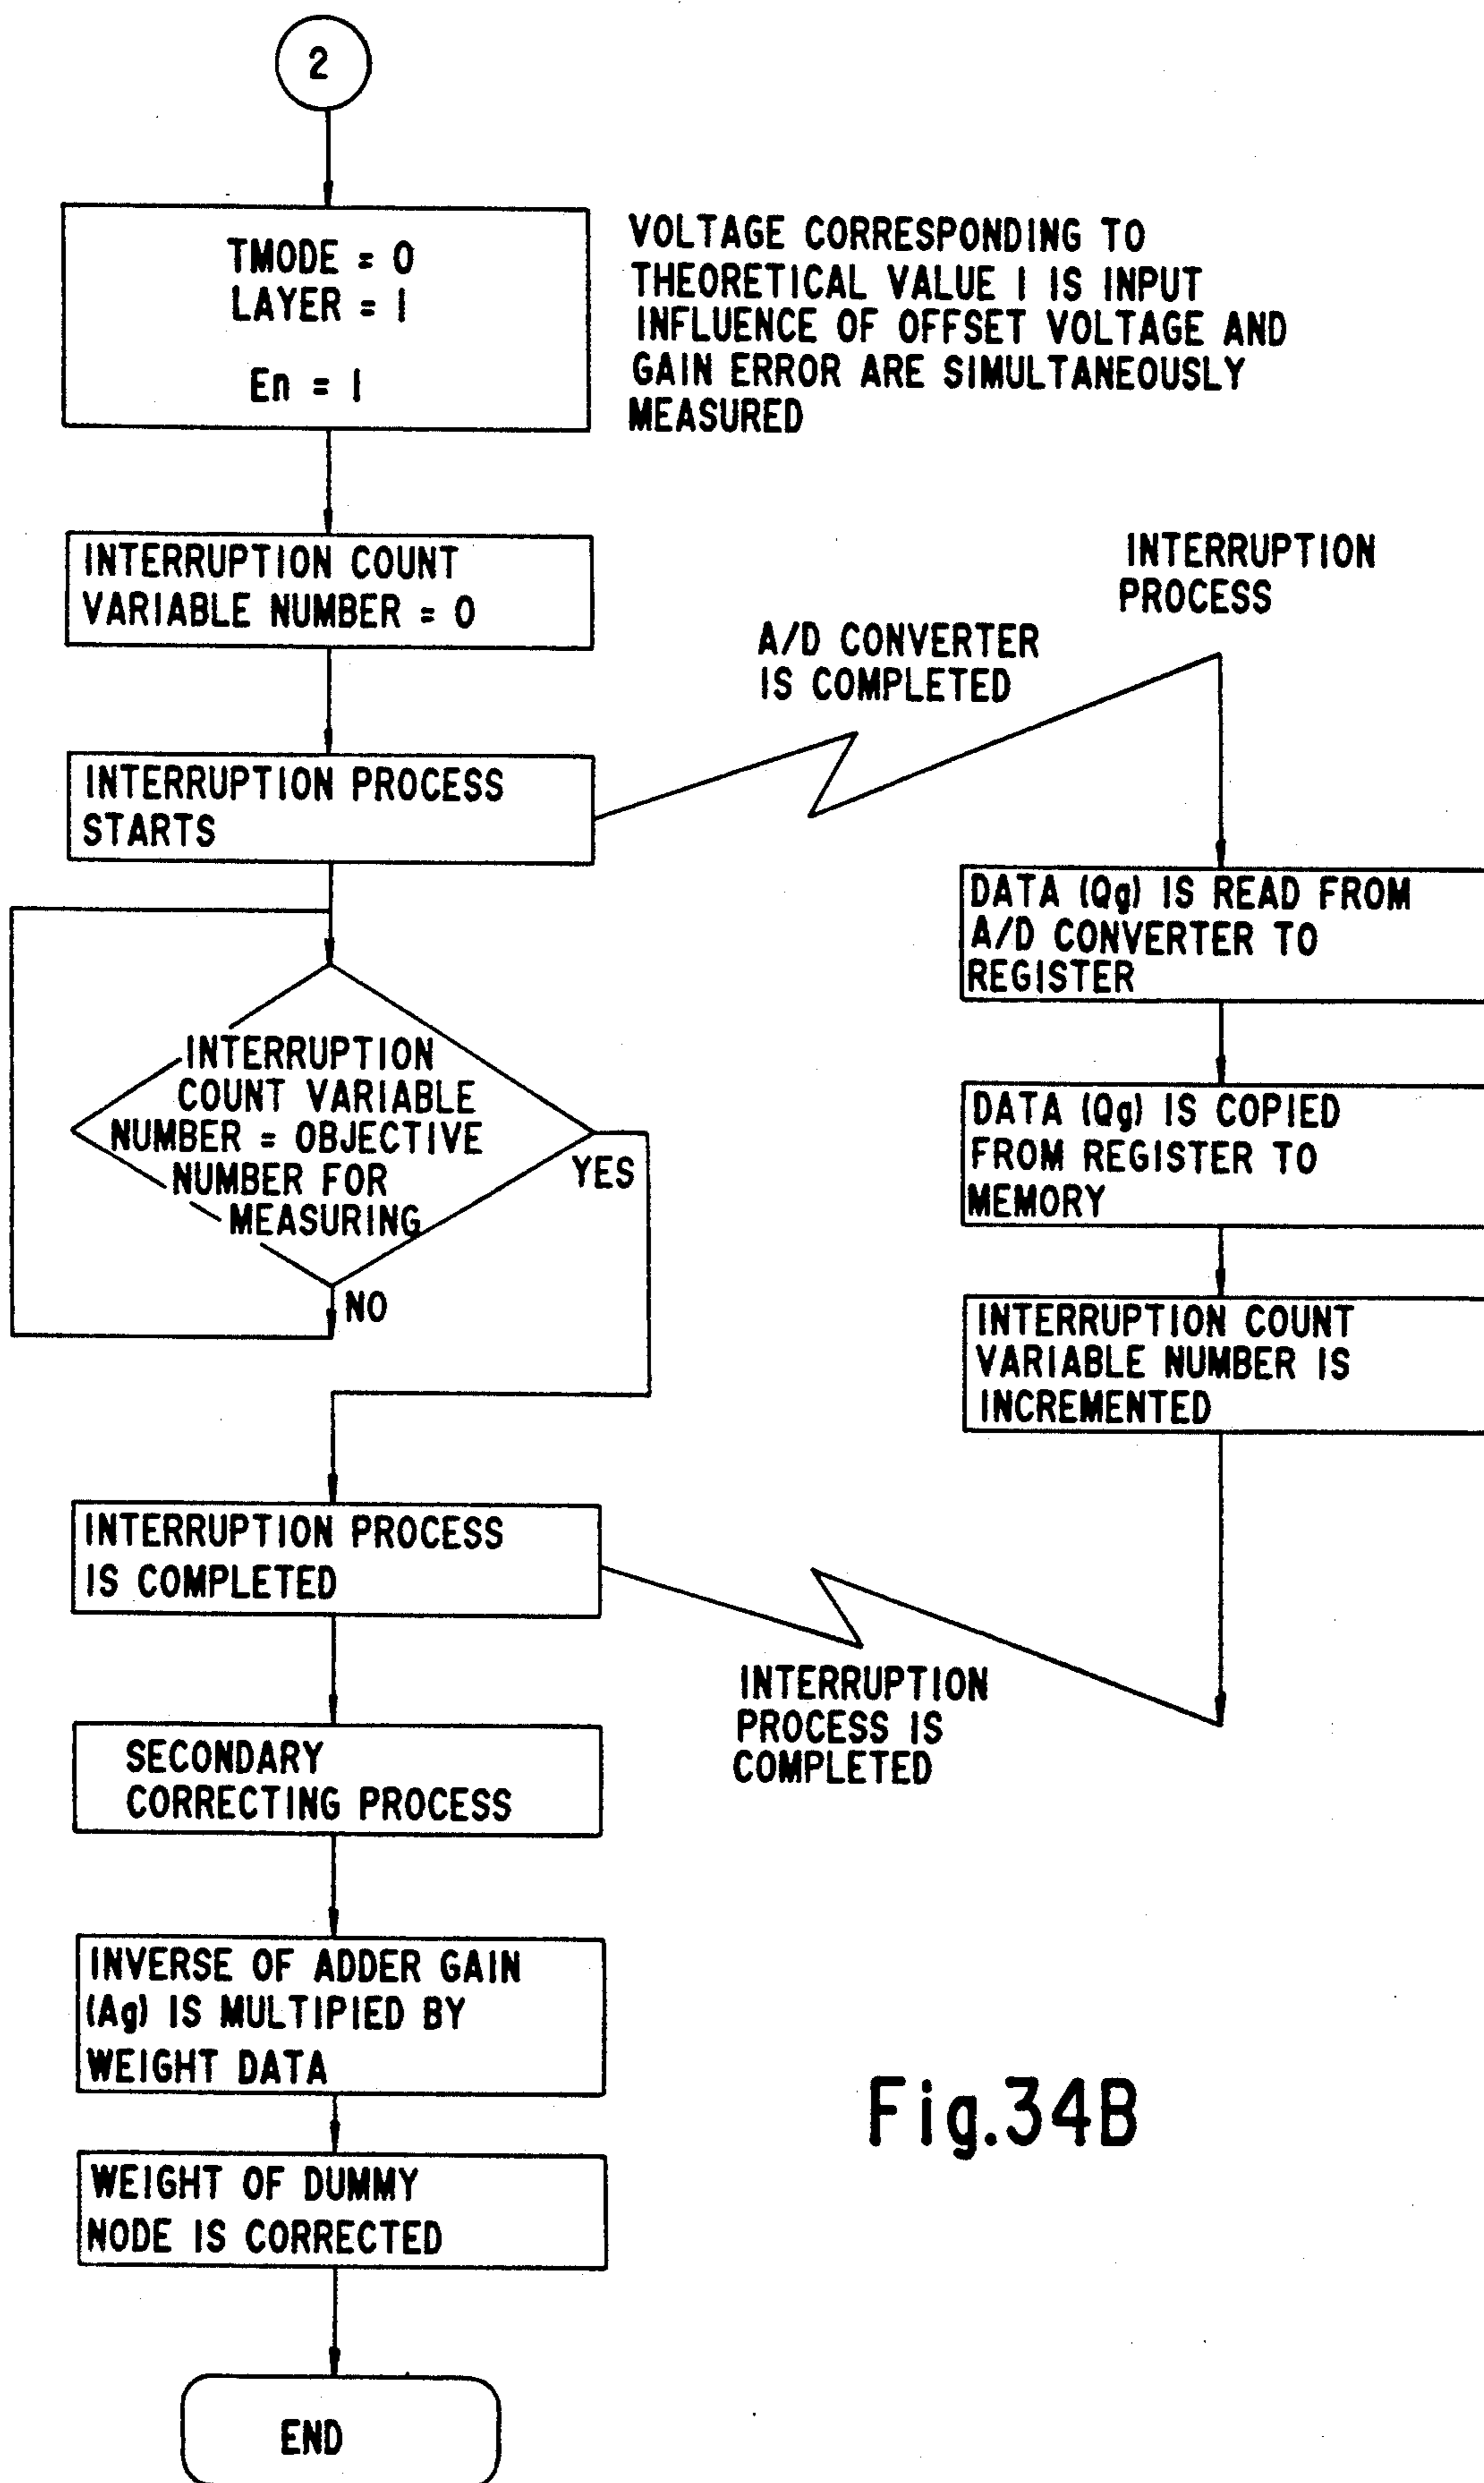 2
TMODE = 0
LAYER = 1
En = 1
VOLTAGE CORRESPONDING TO
THEORETICAL VALUE 1 IS INPUT
INFLUENCE OF OFFSET VOLTAGE AND
GAIN ERROR ARE SIMULTANEOUSLY
MEASURED
INTERRUPTION COUNT
VARIABLE NUMBER = 0
INTERRUPTION PROCESS
STARTS
A/D CONVERTER
IS COMPLETED
INTERRUPTION
PROCESS
DATA (Qg) IS READ FROM
A/D CONVERTER TO
REGISTER
DATA (Qg) IS COPIED
FROM REGISTER TO
MEMORY
INTERRUPTION COUNT
VARIABLE NUMBER IS
INCREMENTED
INTERRUPTION
COUNT VARIABLE
NUMBER = OBJECTIVE
NUMBER FOR
MEASURING
YES
NO
INTERRUPTION PROCESS
IS COMPLETED
INTERRUPTION
PROCESS IS
COMPLETED
SECONDARY
CORRECTING PROCESS
INVERSE OF ADDER GAIN
(Ag) IS MULTIPIED BY
WEIGHT DATA
WEIGHT OF DUMMY
NODE IS CORRECTED
END
Fig.34B